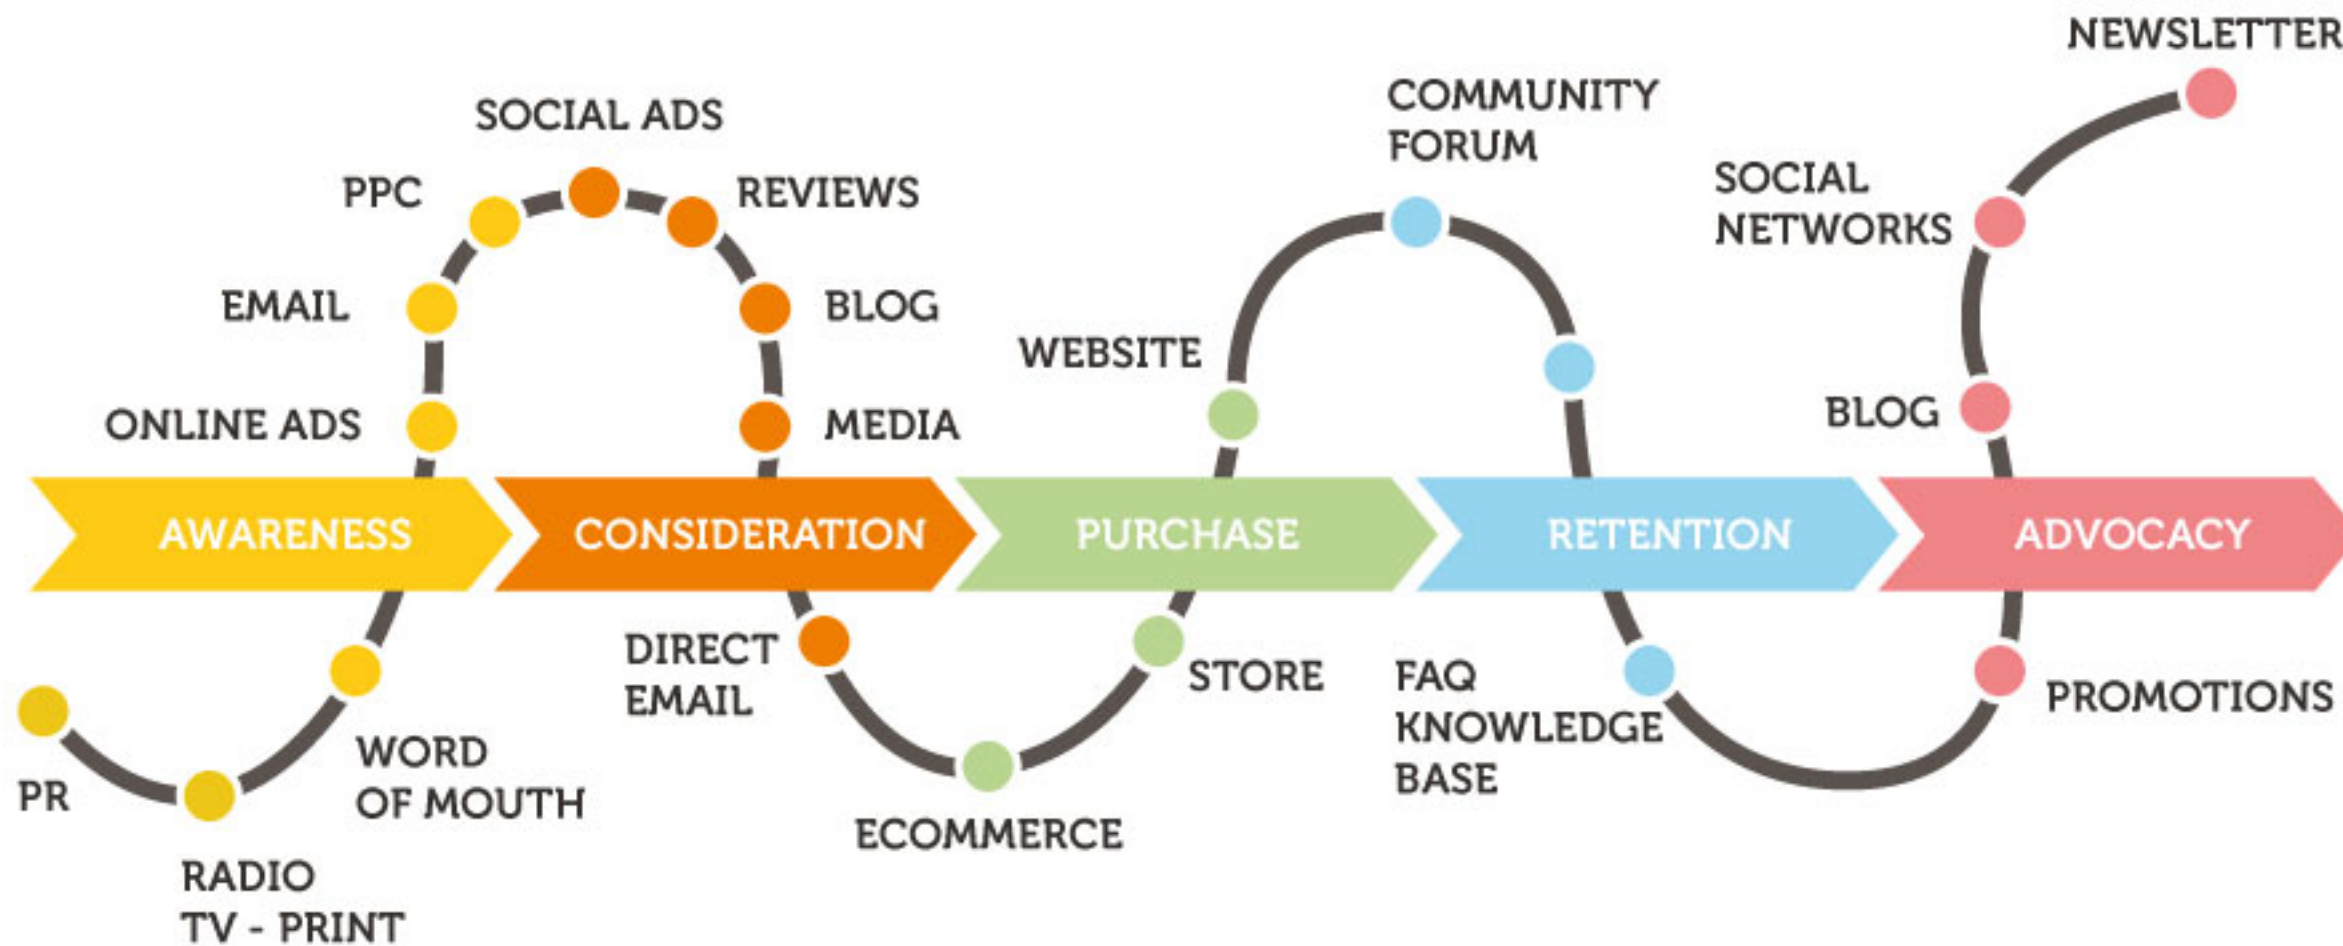 NEWSLETTER
COMMUNITY
FORUM
SOCIAL ADS
PPC
REVIEWS
SOCIAL
NETWORKS
EMAIL
BLOG
WEBSITE
ONLINE ADS
MEDIA
BLOG
AWARENESS
CONSIDERATION
PURCHASE
RETENTION
ADVOCACY
DIRECT
EMAIL
STORE
FAQ
KNOWLEDGE
BASE
PROMOTIONS
WORD
OF MOUTH
PR
ECOMMERCE
RADIO
TV - PRINT